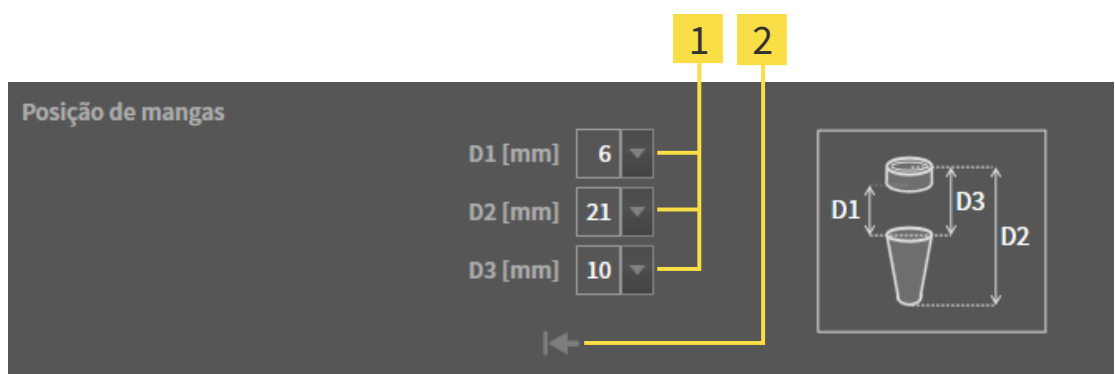 1 2
Posição de mangas
D1 [mm] 6
D2 [mm] 21
D3 [mm] 10
D1
D3
D2